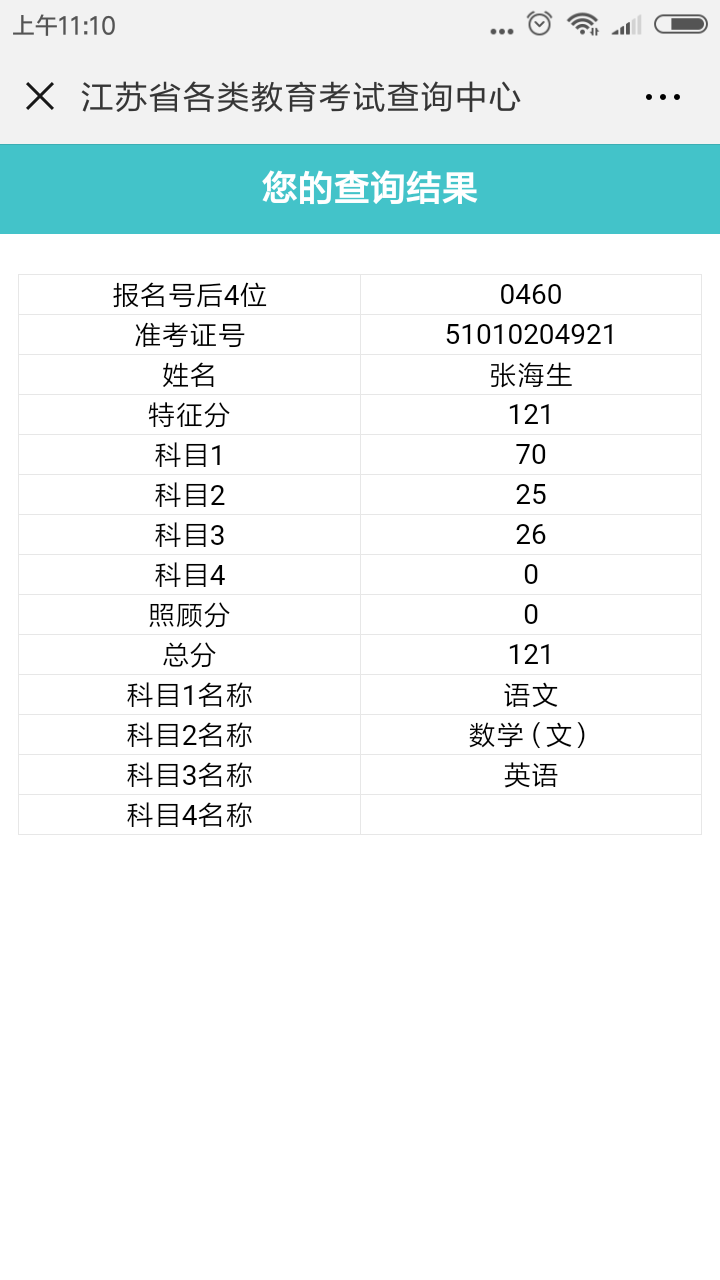 上午11:10
江苏省各类教育考试查询中心
您的查询结果
报名号后4位 0460
准考证号 51010204921
姓名 张海生
特征分 121
科目1 70
科目2 25
科目3 26
科目4 0
照顾分 0
总分 121
科目1名称 语文
科目2名称 数学（文）
科目3名称 英语
科目4名称